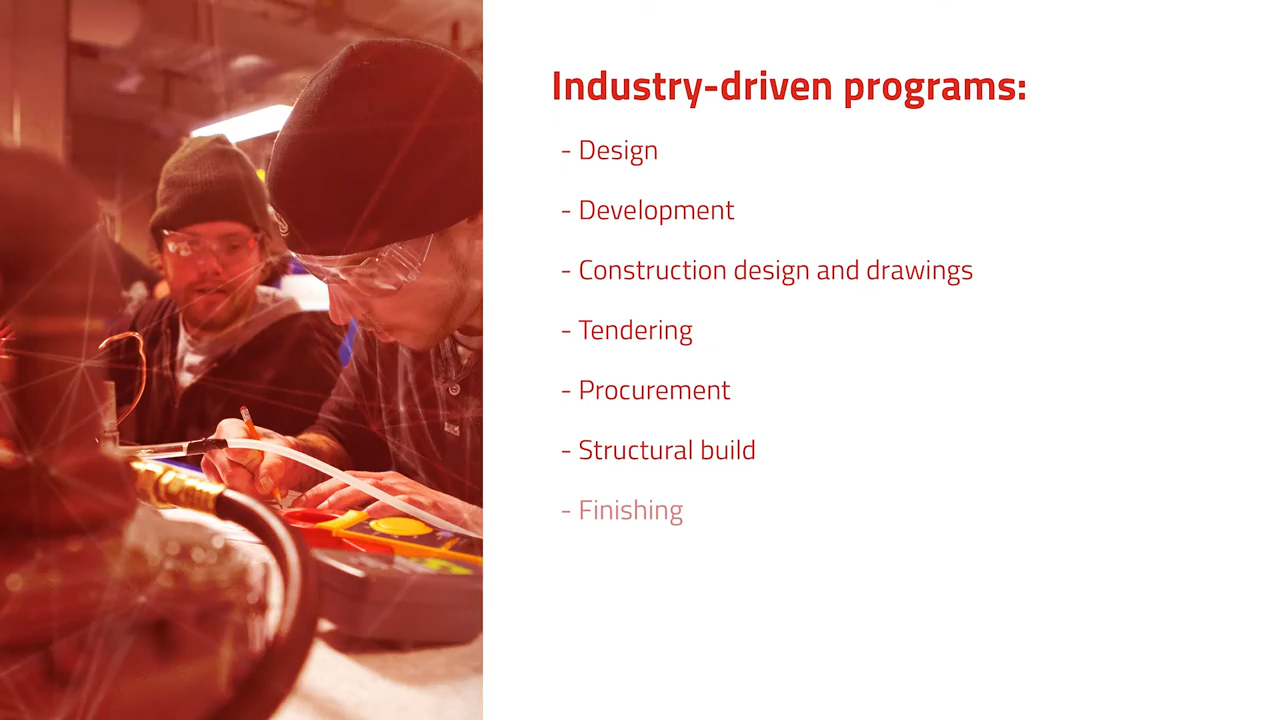 Industry-driven programs:
- Design
- Development
- Construction design and drawings
- Tendering
- Procurement
- Structural build
- Finishing